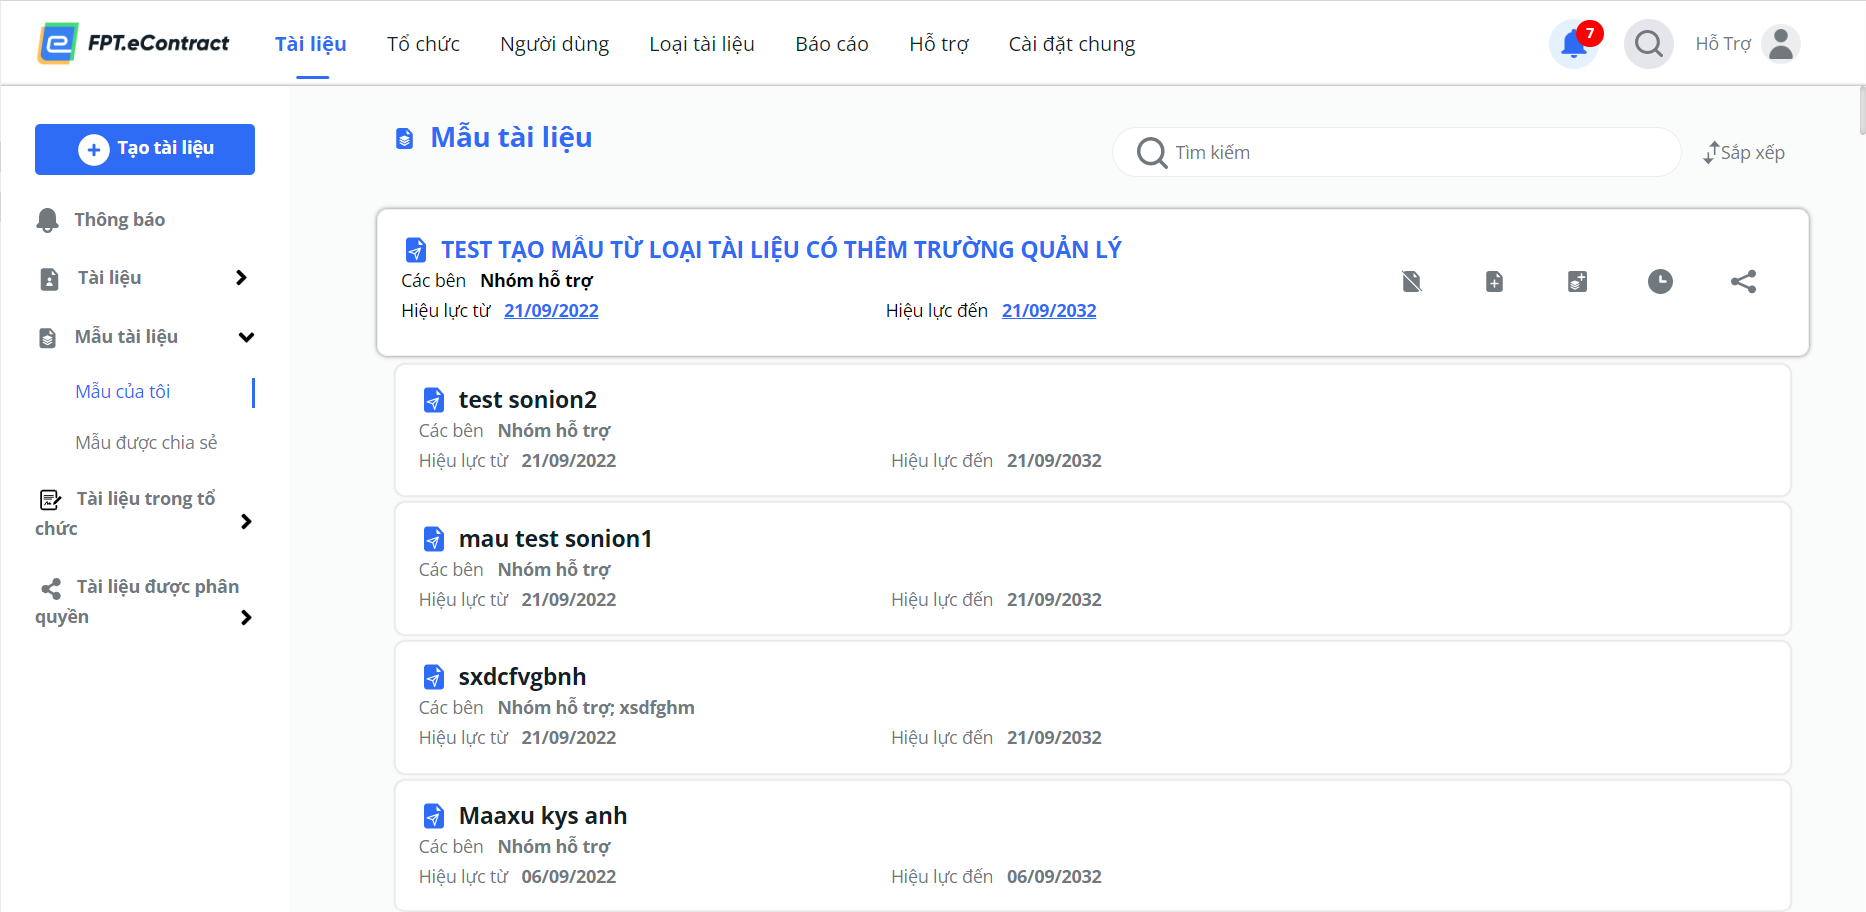 FPT.eContract
Tài liệu
Tổ chức
Người dùng
Loại tài liệu
Báo cáo
Hỗ trợ
Cài đặt chung
7
Hỗ Trợ
Tạo tài liệu
Thông báo
Tài liệu
Mẫu tài liệu
Mẫu của tôi
Mẫu được chia sẻ
Tài liệu trong tổ
chức
Tài liệu được phân
quyền
Mẫu tài liệu
Tìm kiếm
Sắp xếp
TEST TẠO MẪU TỪ LOẠI TÀI LIỆU CÓ THÊM TRƯỜNG QUẢN LÝ
Các bên Nhóm hỗ trợ
Hiệu lực từ 21/09/2022 Hiệu lực đến 21/09/2032
test sonion2
Các bên Nhóm hỗ trợ
Hiệu lực từ 21/09/2022 Hiệu lực đến 21/09/2032
mau test sonion1
Các bên Nhóm hỗ trợ
Hiệu lực từ 21/09/2022 Hiệu lực đến 21/09/2032
sxdcfvgbnh
Các bên Nhóm hỗ trợ; xsdfghm
Hiệu lực từ 21/09/2022 Hiệu lực đến 21/09/2032
Maaxu kys anh
Các bên Nhóm hỗ trợ
Hiệu lực từ 06/09/2022 Hiệu lực đến 06/09/2032